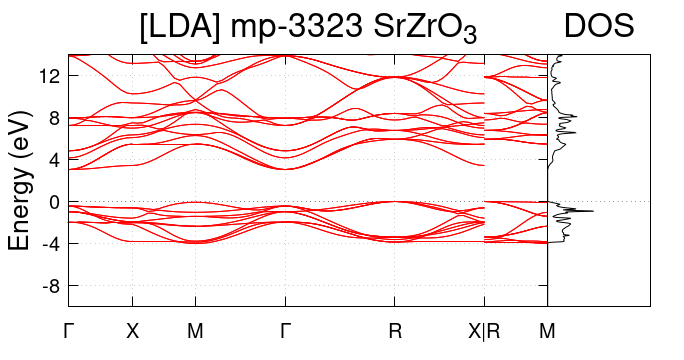 [LDA] mp-3323 SrZrO3
DOS
Energy (eV)
12
8
4
0
-4
-8
Γ X M Γ R X|R M